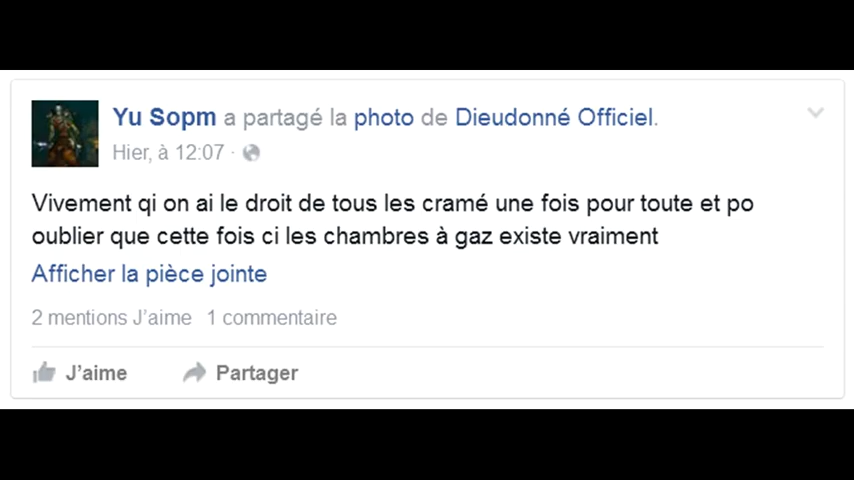 Yu Sopm a partagé la photo de Dieudonné Officiel.
Hier, à 12:07 ·
Vivement qi on ai le droit de tous les cramé une fois pour toute et po
oublier que cette fois ci les chambres à gaz existe vraiment
Afficher la pièce jointe
2 mentions J'aime 1 commentaire
J'aime Partager